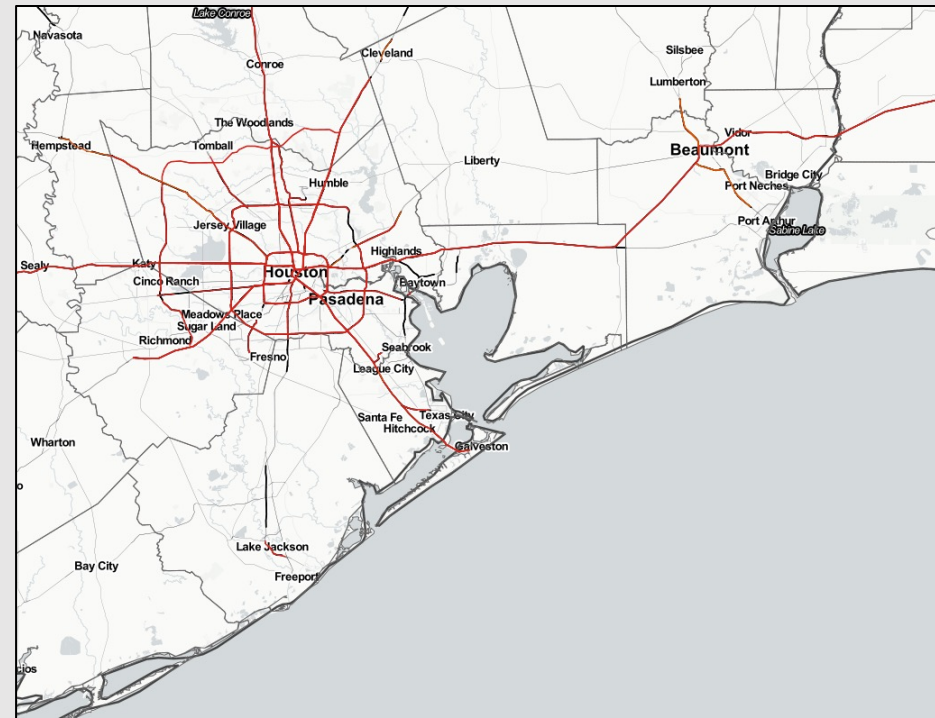 Lake Conroe
Navasota
Cleveland
Silsbee
Conroe
Lumberton
The Woodlands
Vidor
Hempstead
Tomball
Beaumont
Liberty
Bridge City
Humble
Port Neches
Jersey Village
Port Arthur
Sabine Lake
Highlands
Sealy
Katy
Houston
Cinco Ranch
Baytown
Pasadena
Meadows Place
Sugar Land
Richmond
Seabrook
Fresno
League City
Santa Fe
Texas City
Hitchcock
Wharton
Galveston
o
Lake Jackson
Bay City
Freeport
cios